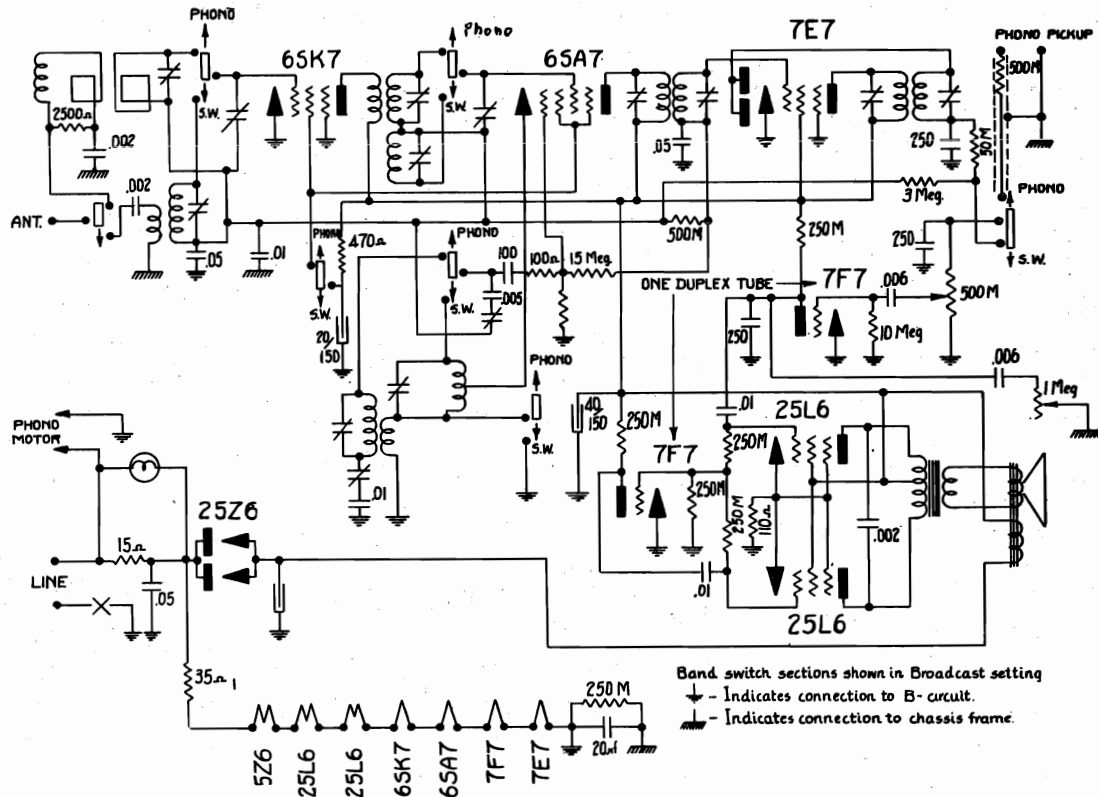 PHONO
Phono
7E7
6SK7
6SA7
PHONO PICKUP
500M
S.W.
2500Ω
.002
.05
250
50M
.002
3 Meg.
PHONO
ANT.
470Ω
PHONO
100
100Ω
15 Meg.
500M
250M
250
S.W.
.05
.01
PHONO
ONE DUPLEX TUBE
7F7
.006
500M
S.W.
S.W.
.005
250
10 Meg
20/150
PHONO
.006
1 Meg
40/150
250M
.01
25L6
PHONO
MOTOR
7F7
250M
S.W.
250M
250M
110Ω
.002
25Z6
.01
15Ω
LINE
.05
.01
25L6
35Ω
250M
20nf
5Z6
25L6
25L6
6SK7
6SA7
7F7
7E7
Band switch sections shown in Broadcast setting
- Indicates connection to B-circuit.
- Indicates connection to chassis frame.